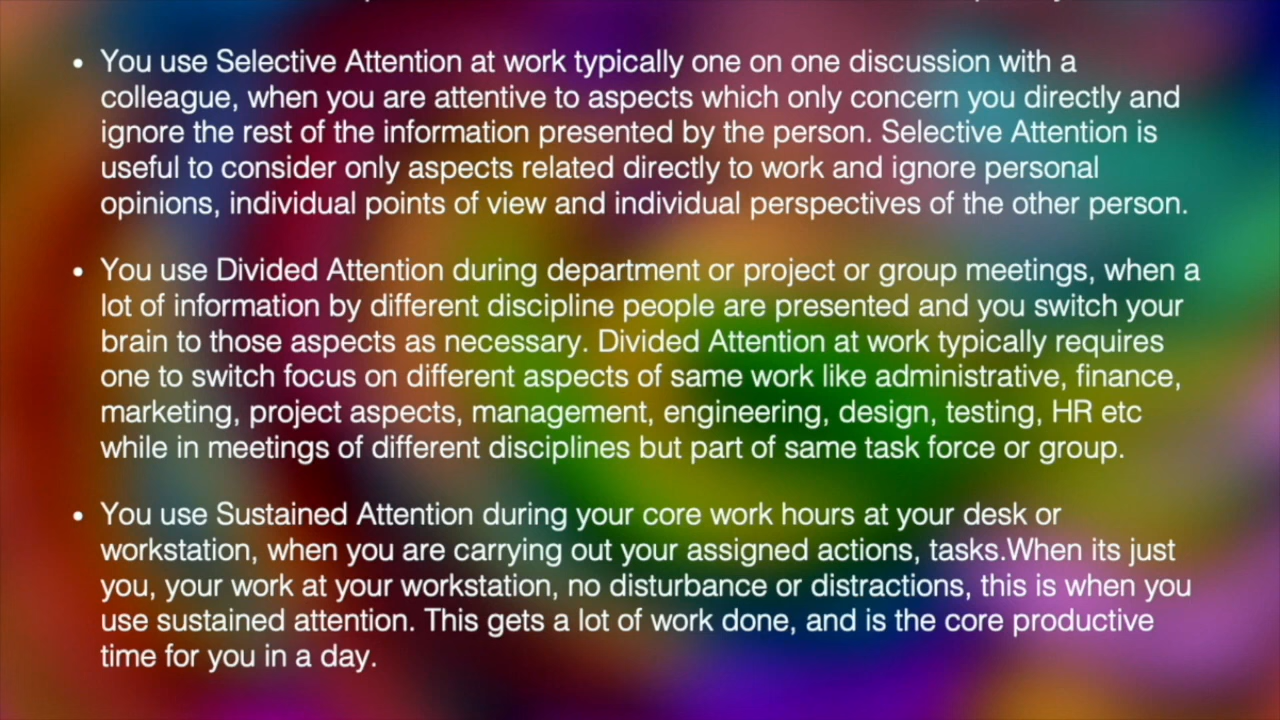 • You use Selective Attention at work typically one on one discussion with a
colleague, when you are attentive to aspects which only concern you directly and
ignore the rest of the information presented by the person. Selective Attention is
useful to consider only aspects related directly to work and ignore personal
opinions, individual points of view and individual perspectives of the other person.
• You use Divided Attention during department or project or group meetings, when a
lot of information by different discipline people are presented and you switch your
brain to those aspects as necessary. Divided Attention at work typically requires
one to switch focus on different aspects of same work like administrative, finance,
marketing, project aspects, management, engineering, design, testing, HR etc
while in meetings of different disciplines but part of same task force or group.
• You use Sustained Attention during your core work hours at your desk or
workstation, when you are carrying out your assigned actions, tasks.When its just
you, your work at your workstation, no disturbance or distractions, this is when you
use sustained attention. This gets a lot of work done, and is the core productive
time for you in a day.